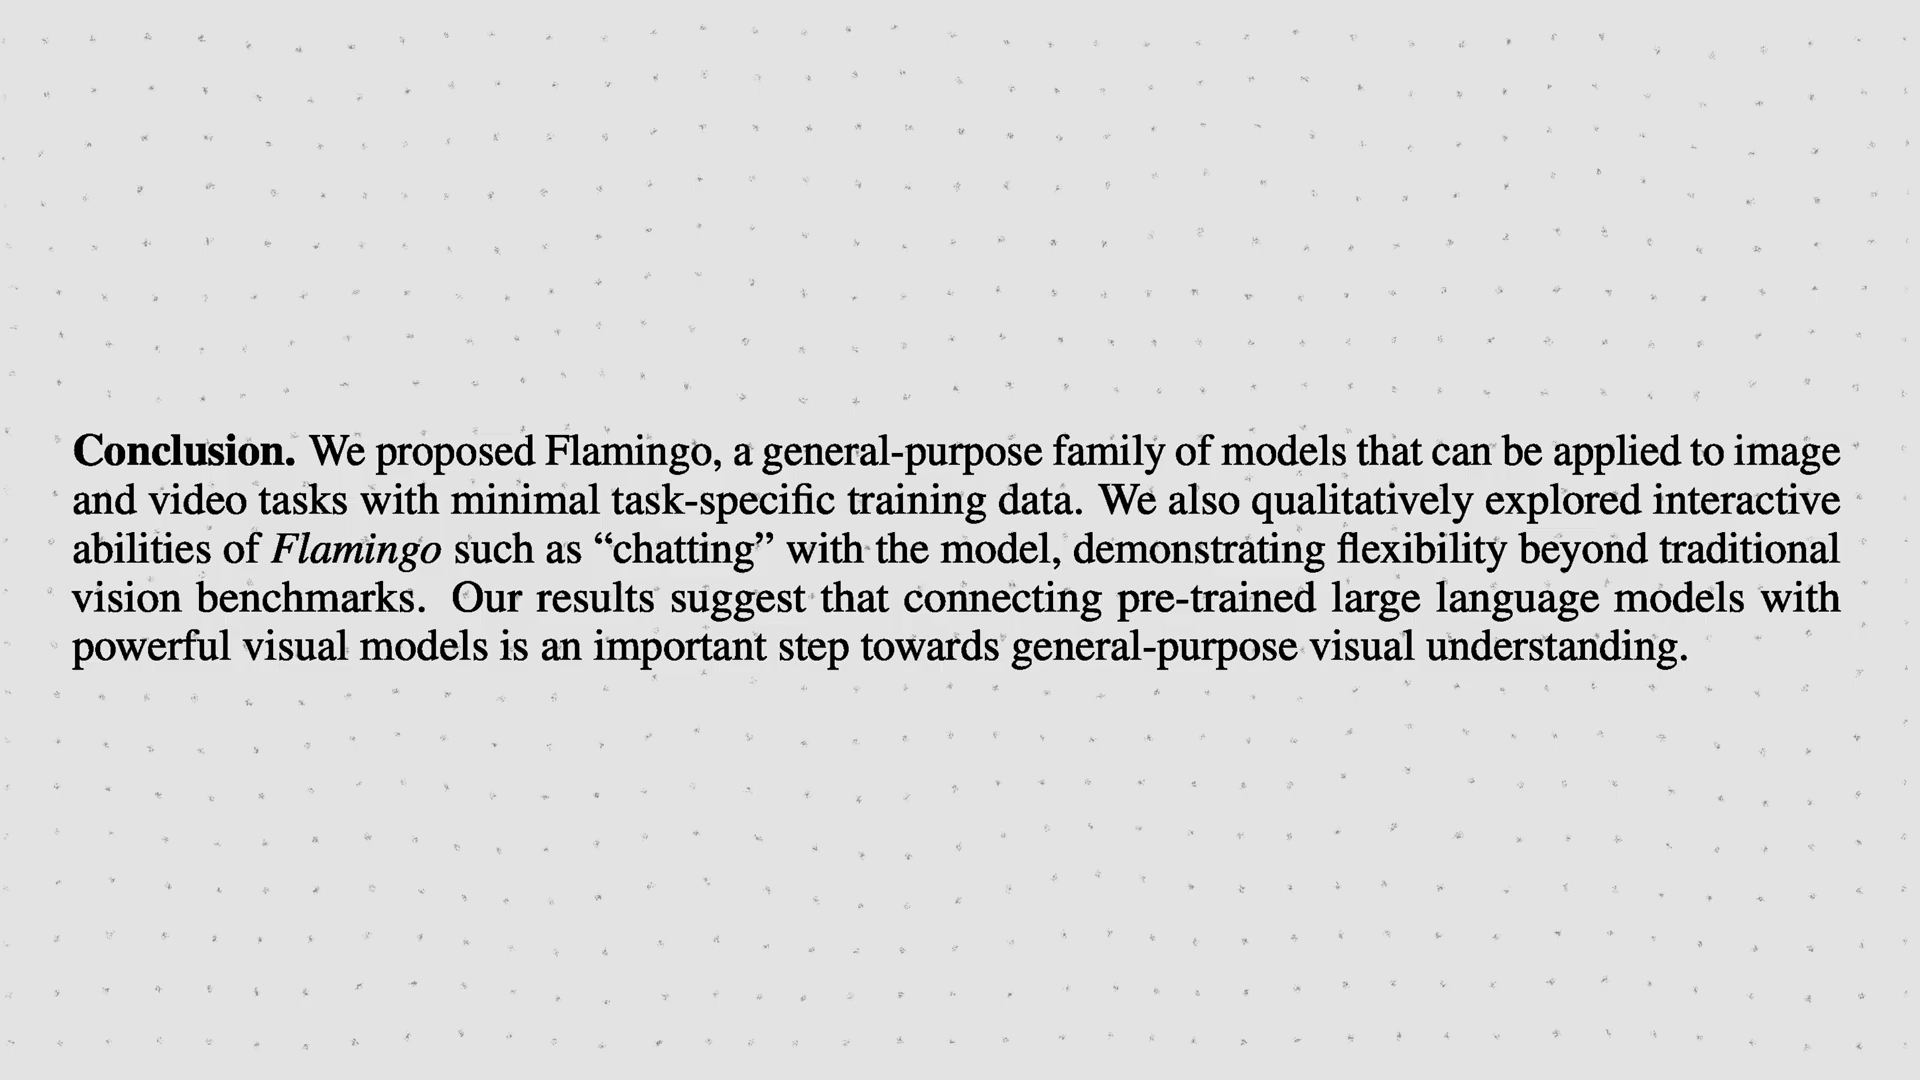 Conclusion. We proposed Flamingo, a general-purpose family of models that can be applied to image
and video tasks with minimal task-specific training data. We also qualitatively explored interactive
abilities of Flamingo such as “chatting” with the model, demonstrating flexibility beyond traditional
vision benchmarks. Our results suggest that connecting pre-trained large language models with
powerful visual models is an important step towards general-purpose visual understanding.